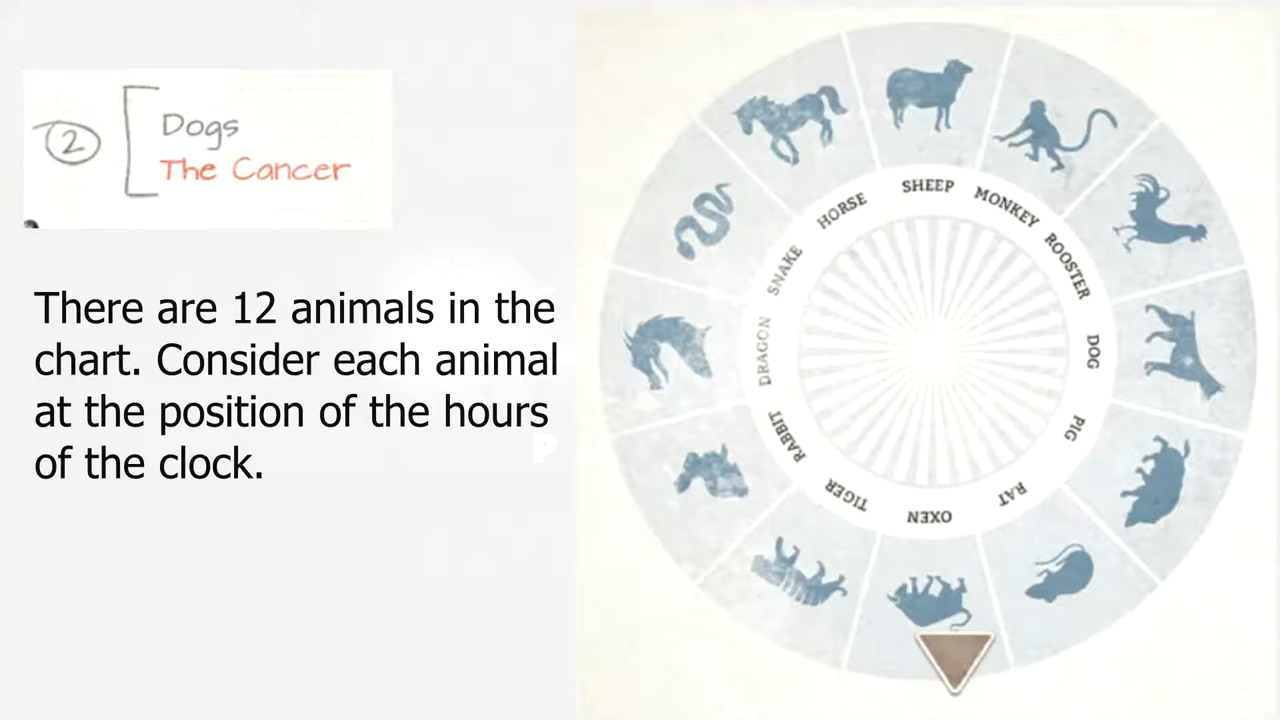 2
Dogs
The Cancer
There are 12 animals in the
chart. Consider each animal
at the position of the hours
of the clock.
P
SHEEP
MONKEY
ROOSTER
DOG
PIG
RAT
OXEN
TIGER
RABBIT
DRAGON
SNAKE
HORSE